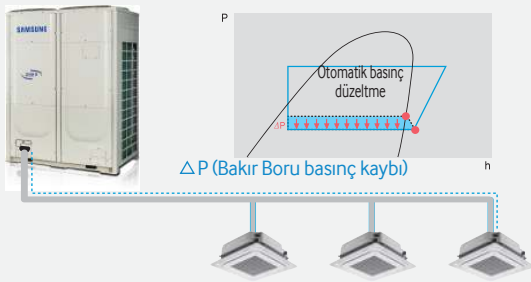 SAMSUNG
P
Otomatik basınç
düzeltme
ΔP
h
△P (Bakır Boru basınç kaybı)